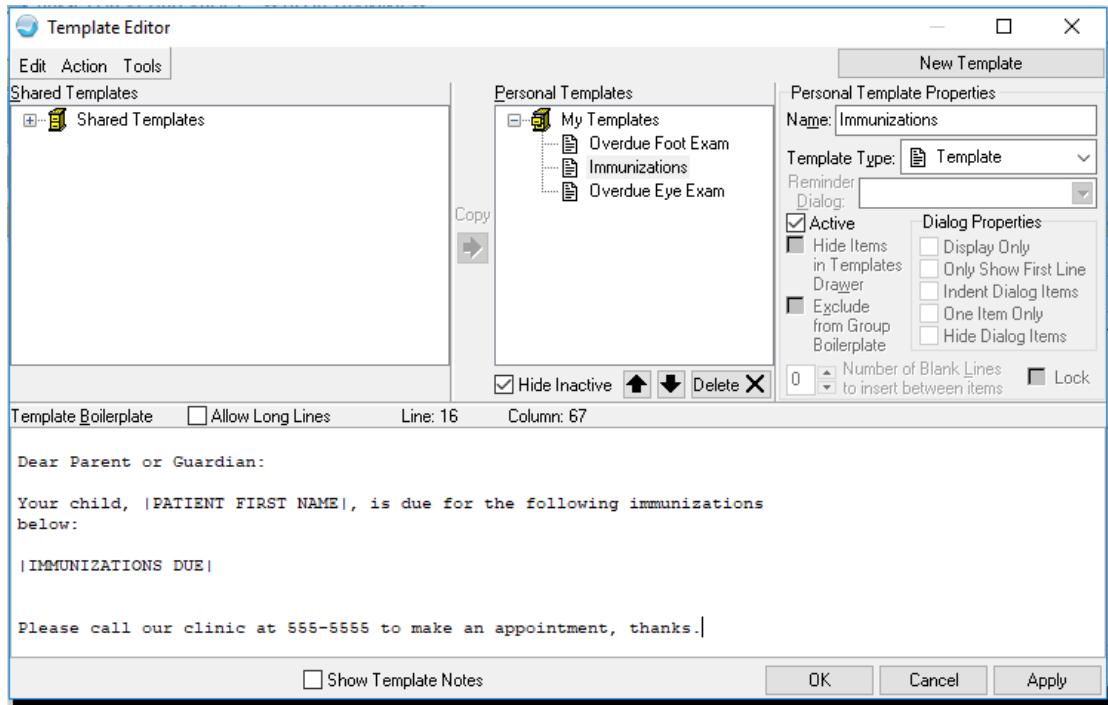 Template Editor
Edit Action Tools
New Template
Shared Templates
Shared Templates
Copy
Personal Templates
My Templates
Overdue Foot Exam
Immunizations
Overdue Eye Exam
Hide Inactive
Delete
Personal Template Properties
Name: Immunizations
Template Type: Template
Reminder
Dialog:
Active
Hide Items
in Templates
Drawer
Exclude
from Group
Boilerplate
Dialog Properties
Display Only
Only Show First Line
Indent Dialog Items
One Item Only
Hide Dialog Items
0 Number of Blank Lines
to insert between items
Lock
Template Boilerplate Allow Long Lines Line: 16 Column: 67
Dear Parent or Guardian:
Your child, |PATIENT FIRST NAME|, is due for the following immunizations
below:
|IMMUNIZATIONS DUE|
Please call our clinic at 555-5555 to make an appointment, thanks.
Show Template Notes
OK Cancel Apply